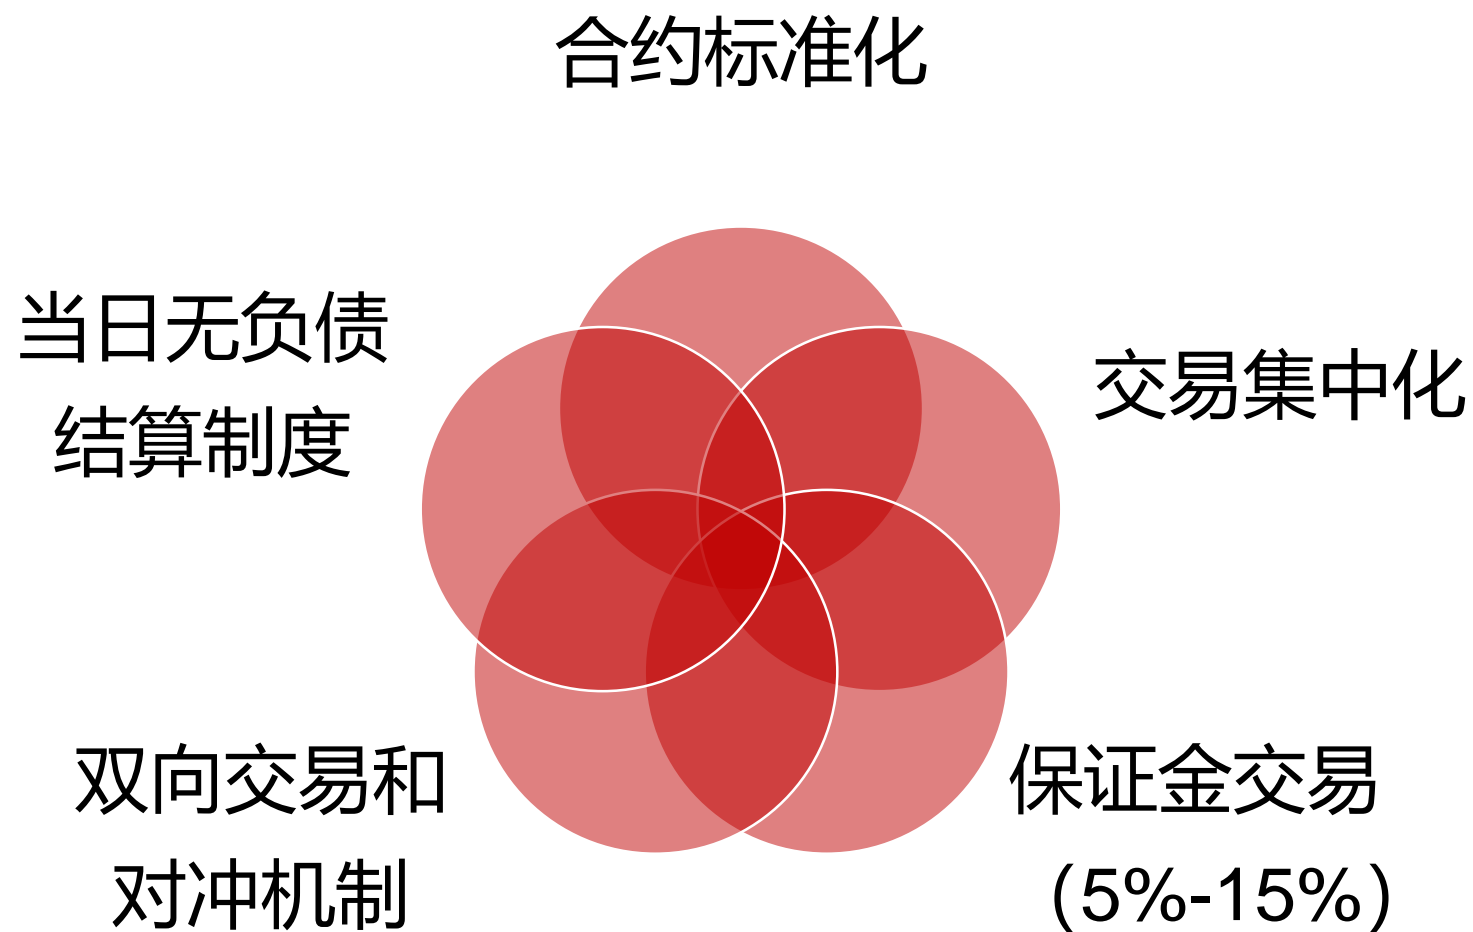 合约标准化
当日无负债
结算制度
交易集中化
双向交易和
对冲机制
保证金交易
(5%-15%)